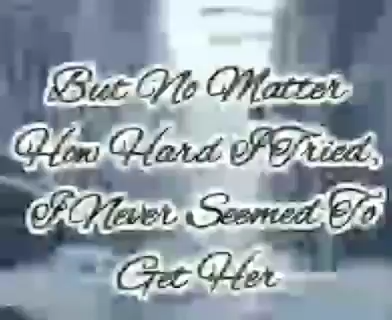 But No Matter
How Hard I Tried,
I Never Seemed To
Get Her